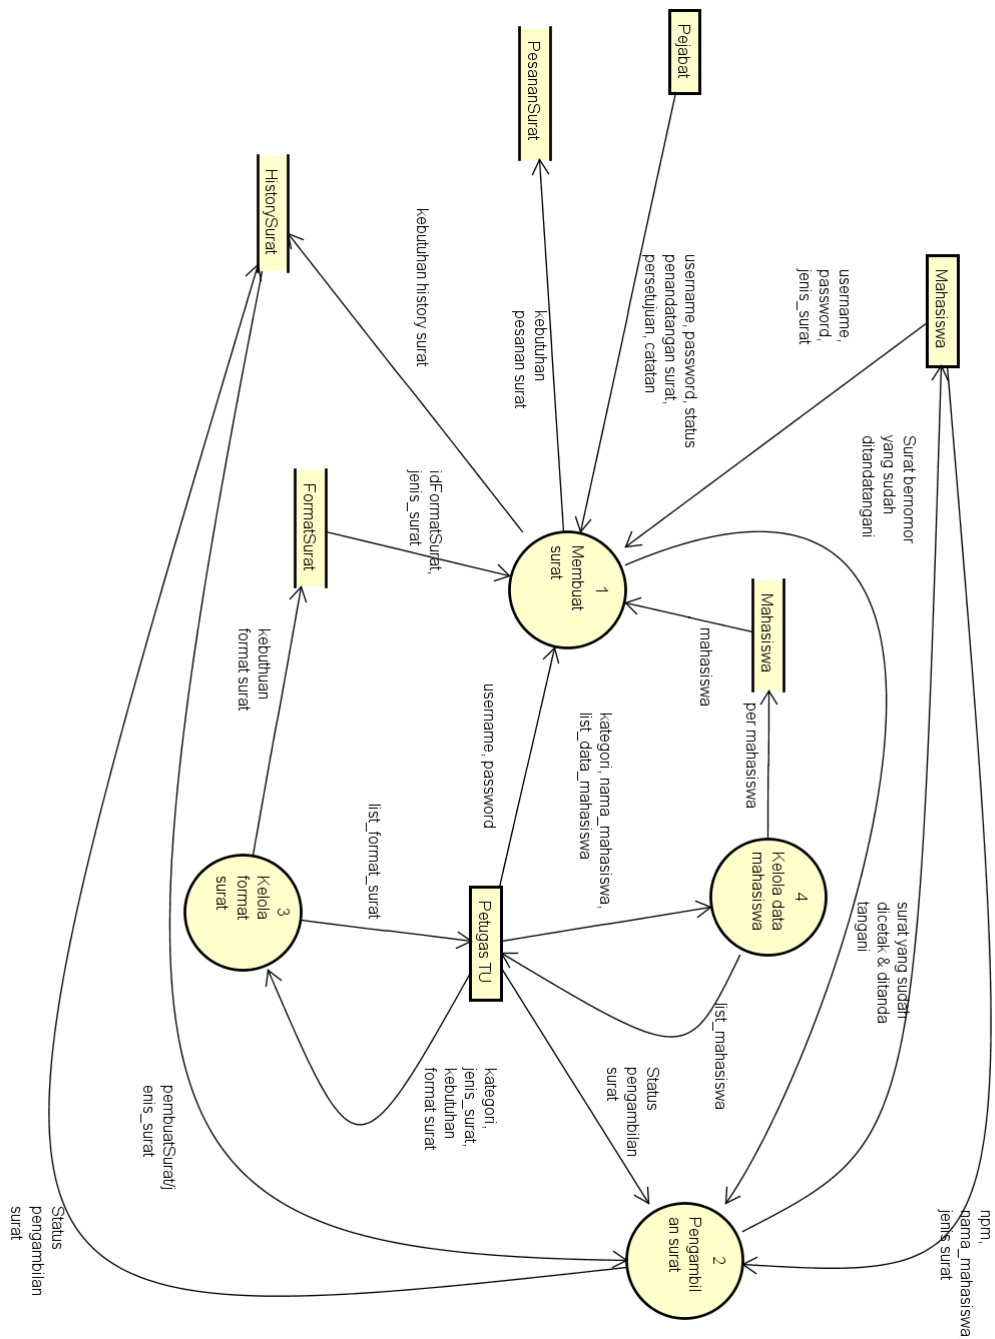 Mahasiswa
npm,
nama_mahasiswa
jenis surat
username,
password,
jenis_surat
Surat bernomor
yang sudah
ditandatangani
surat yang sudah
dicetak & ditanda
tangani
Pejabat
username, password, status
penandatangan surat,
persetujuan, catatan
Mahasiswa
mahasiswa
per mahasiswa
4
Kelola data
mahasiswa
list_mahasiswa
2
Pengambil
an surat
Status
pengambilan
surat
PesananSurat
kebutuhan
pesanan surat
1
Membuat
surat
kategori, nama_mahasiswa,
list_data_mahasiswa
username, password
Petugas TU
kategori,
jenis_surat,
kebutuhan
format surat
kebutuhan history surat
idFormatSurat,
jenis_surat
list_format_surat
HistorySurat
FormatSurat
kebuthuan
format surat
3
Kelola
format
surat
pembuatSurat/j
enis_surat
Status
pengambilan
surat